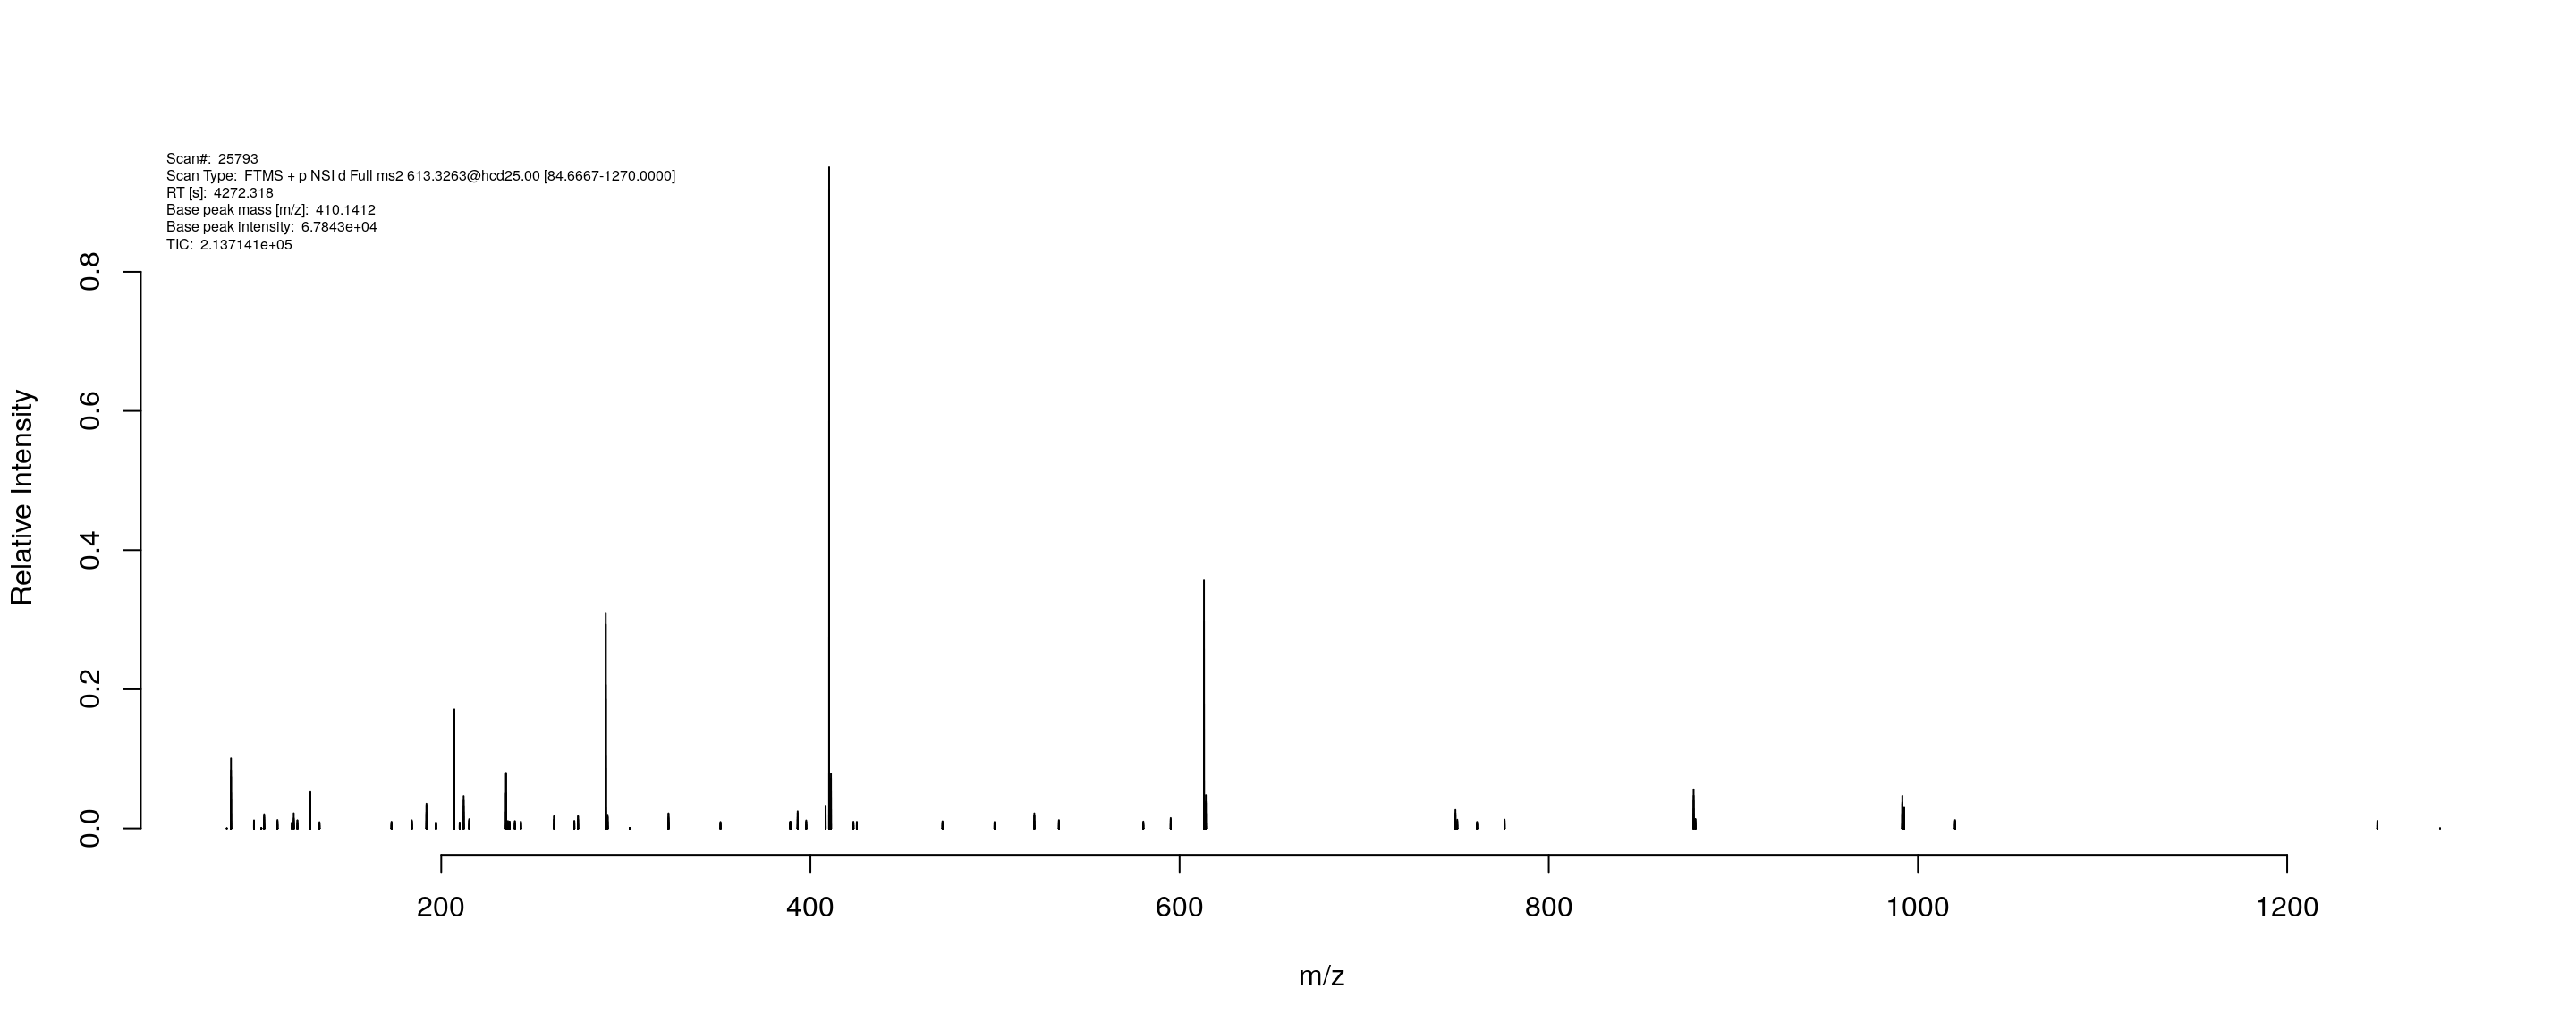 Scan#: 25793
Scan Type: FTMS + p NSI d Full ms2 613.3263@hcd25.00 [84.6667-1270.0000]
RT [s]: 4272.318
Base peak mass [m/z]: 410.1412
Base peak intensity: 6.7843e+04
TIC: 2.137141e+05
0.8
0.6
0.4
0.2
0.0
Relative Intensity
200 400 600 800 1000 1200
m/z